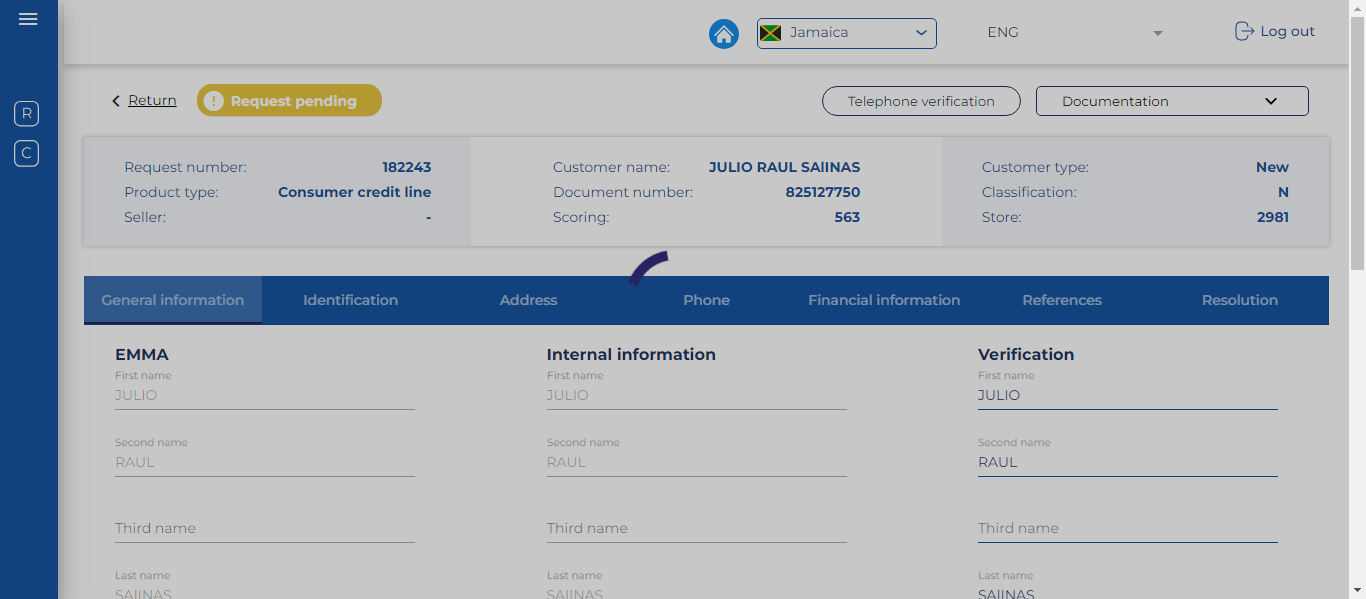 Jamaica ENG Log out
R
C
Return ! Request pending Telephone verification Documentation
Request number: 182243 Customer name: JULIO RAUL SAIINAS Customer type: New
Product type: Consumer credit line Document number: 825127750 Classification: N
Seller: - Scoring: 563 Store: 2981
General information Identification Address Phone Financial information References Resolution
EMMA Internal information Verification
First name First name First name
JULIO JULIO JULIO
Second name Second name Second name
RAUL RAUL RAUL
Third name Third name Third name
Last name Last name Last name
SAIINAS SAIINAS SAIINAS